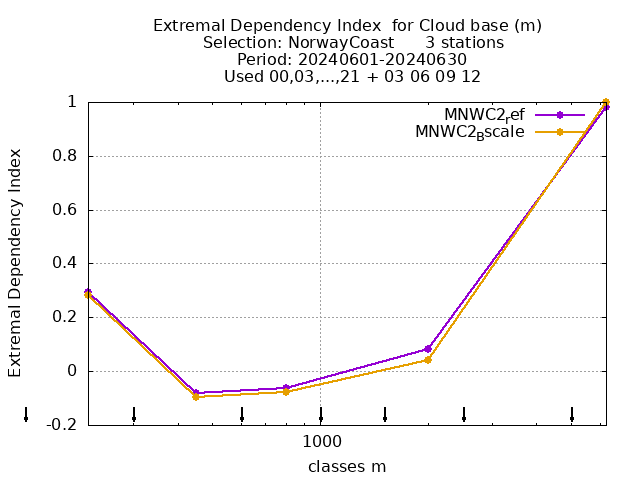 Extremal Dependency Index  for Cloud base (m)
Selection: NorwayCoast      3 stations
Period: 20240601-20240630
Used 00,03,...,21 + 03 06 09 12
MNWC2ref
MNWC2Bscale
Extremal Dependency Index
1
0.8
0.6
0.4
0.2
0
-0.2
1000
classes m